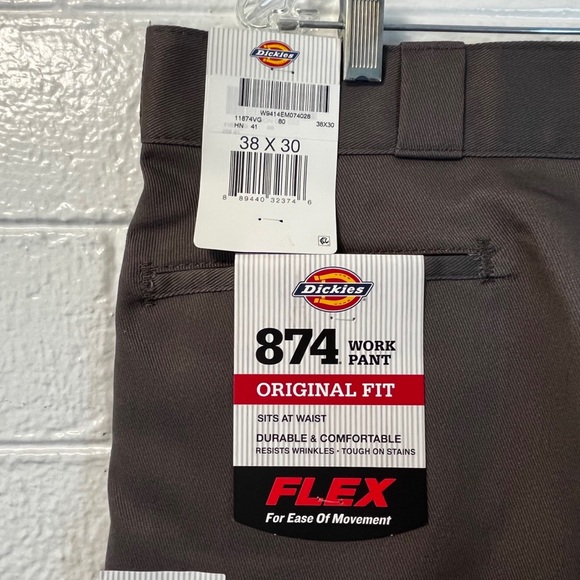 Dickies
W9414EM074026
11874VG 80 38X30
HN 41
38 X 30
8 89440 32374 6
Dickies
874 WORK PANT
ORIGINAL FIT
SITS AT WAIST
DURABLE & COMFORTABLE
RESISTS WRINKLES • TOUGH ON STAINS
FLEX
For Ease Of Movement